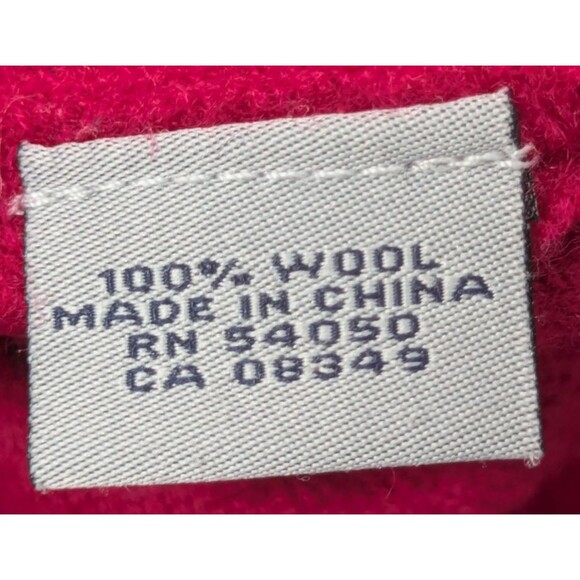 100% WOOL
MADE IN CHINA
RN 54050
CA 08349